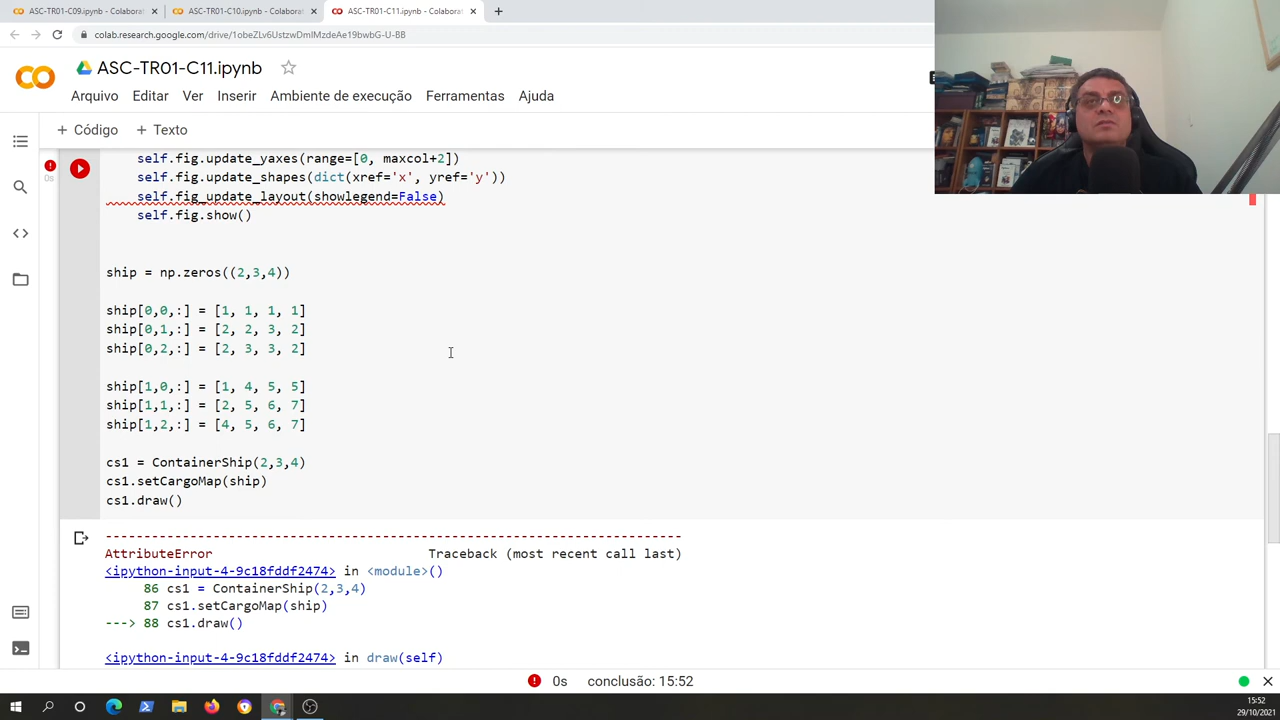 ASC-TR01-C09.ipynb - Colaborat
ASC-TR01-C10.ipynb - Colaborat
ASC-TR01-C11.ipynb - Colaborat
colab.research.google.com/drive/1obeZLv6UstzwDmlMzdeAe19bwbG-U-BB
ASC-TR01-C11.ipynb
Arquivo Editar Ver Inserir Ambiente de execução Ferramentas Ajuda
+ Código + Texto
0s
self.fig.update_yaxes(range=[0, maxcol+2])
self.fig.update_shapes(dict(xref='x', yref='y'))
self.fig_update_layout(showlegend=False)
self.fig.show()
ship = np.zeros((2,3,4))
ship[0,0,:] = [1, 1, 1, 1]
ship[0,1,:] = [2, 2, 3, 2]
ship[0,2,:] = [2, 3, 3, 2]
ship[1,0,:] = [1, 4, 5, 5]
ship[1,1,:] = [2, 5, 6, 7]
ship[1,2,:] = [4, 5, 6, 7]
cs1 = ContainerShip(2,3,4)
cs1.setCargoMap(ship)
cs1.draw()
---------------------------------------------------------------------------
AttributeError Traceback (most recent call last)
<ipython-input-4-9c18fddf2474> in <module>()
86 cs1 = ContainerShip(2,3,4)
87 cs1.setCargoMap(ship)
---> 88 cs1.draw()
<ipython-input-4-9c18fddf2474> in draw(self)
0s conclusão: 15:52
15:52
29/10/2021